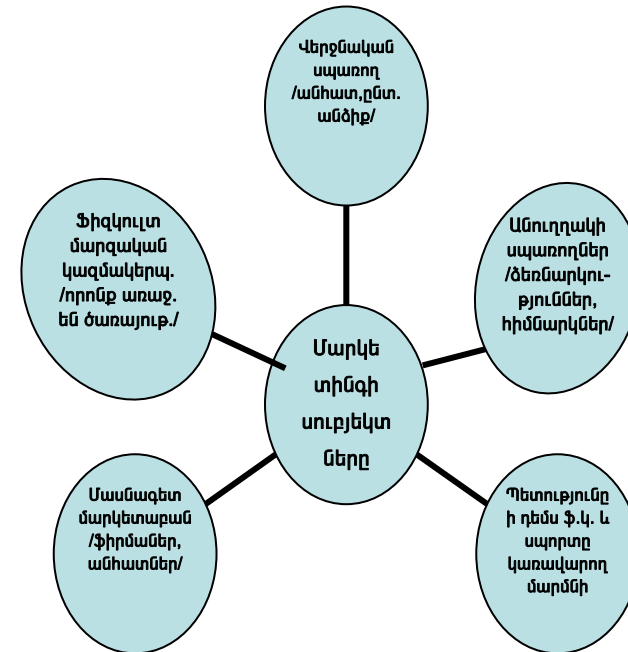 Վերջնական
սպառող
/անհատ,ընտ.
անձիք/
Ֆիզկուլտ
մարզական
կազմակերպ.
/որոնք առաջ.
են ծառայութ./
Անուղղակի
սպառողներ
/ձեռնարկու-
թյուններ,
հիմնարկներ/
Մարկե
տինգի
սուբյեկտ
ները
Մասնագետ
մարկետաբան
/ֆիրմաներ,
անհատներ/
Պետությունը
ի դեմս ֆ.կ. և
սպորտը
կառավարող
մարմնի